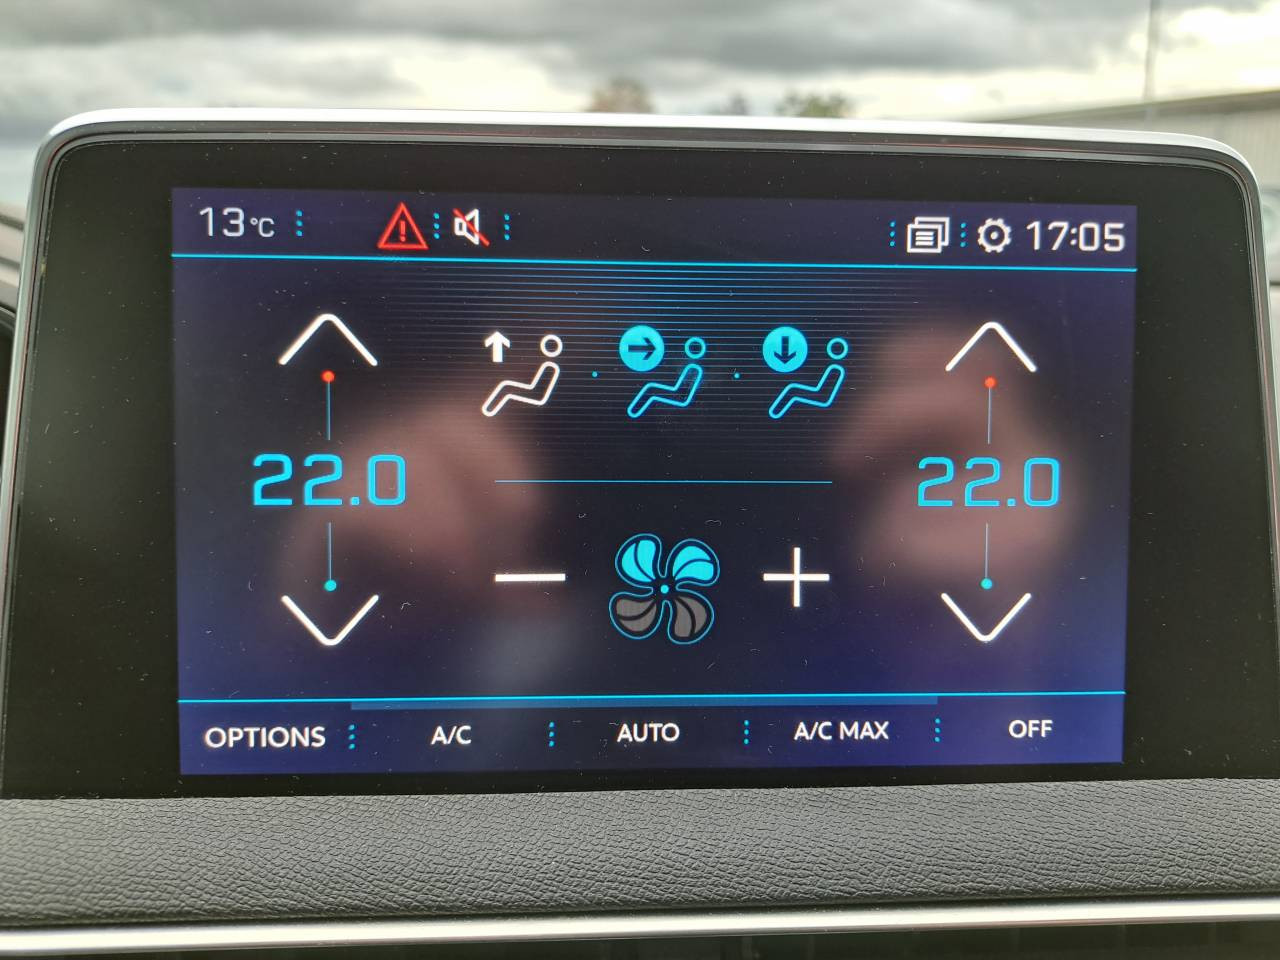 13°C 17:05
22.0 22.0
OPTIONS A/C AUTO A/C MAX OFF